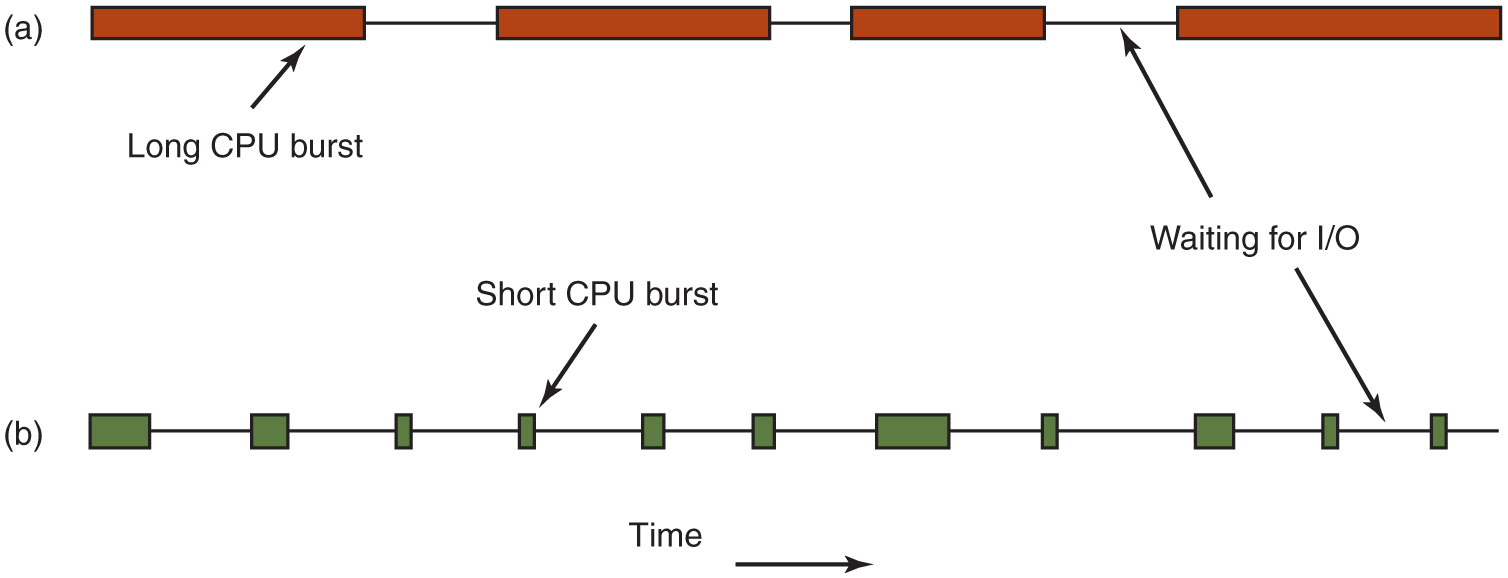 (a)
Long CPU burst
Waiting for I/O
Short CPU burst
(b)
Time